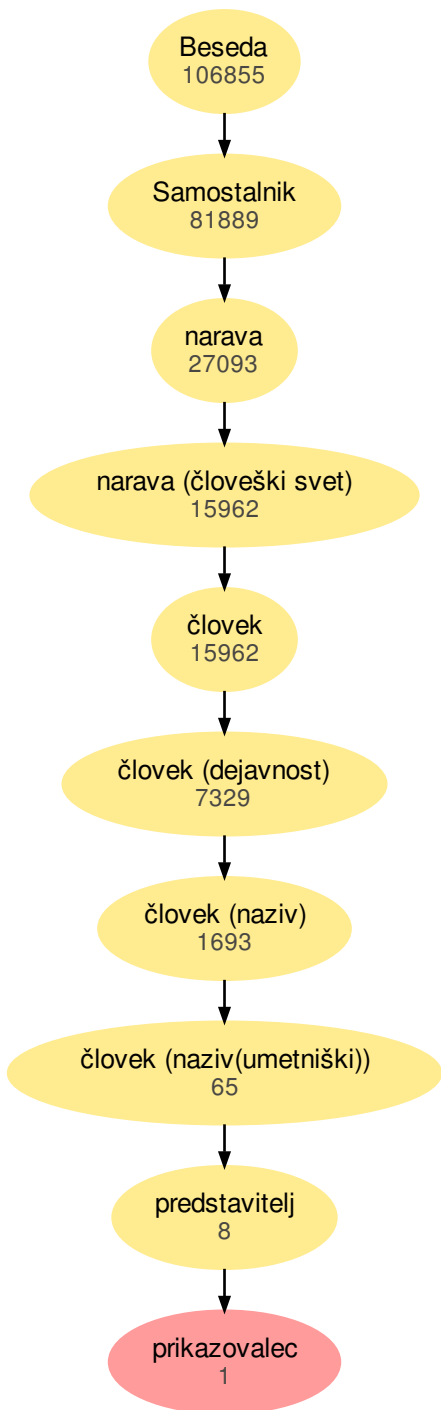 Beseda
106855
Samostalnik
81889
narava
27093
narava (človeški svet)
15962
človek
15962
človek (dejavnost)
7329
človek (naziv)
1693
človek (naziv(umetniški))
65
predstavitelj
8
prikazovalec
1